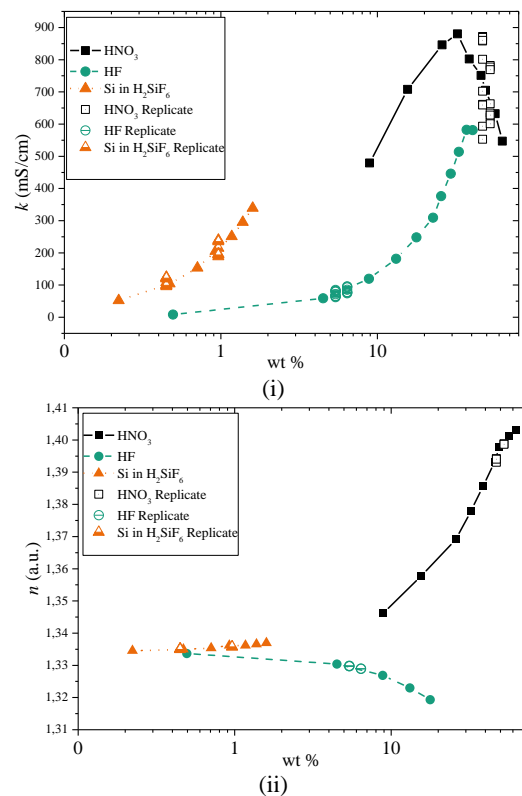 k (mS/cm)
900
800
700
600
500
400
300
200
100
0
HNO₃
HF
Si in H₂SiF₆
HNO₃ Replicate
HF Replicate
Si in H₂SiF₆ Replicate
0 1 10
wt %
(i)
n (a.u.)
1,41
1,40
1,38
1,37
1,36
1,35
1,34
1,33
1,32
1,31
HNO₃
HF
Si in H₂SiF₆
HNO₃ Replicate
HF Replicate
Si in H₂SiF₆ Replicate
0 1 10
wt %
(ii)